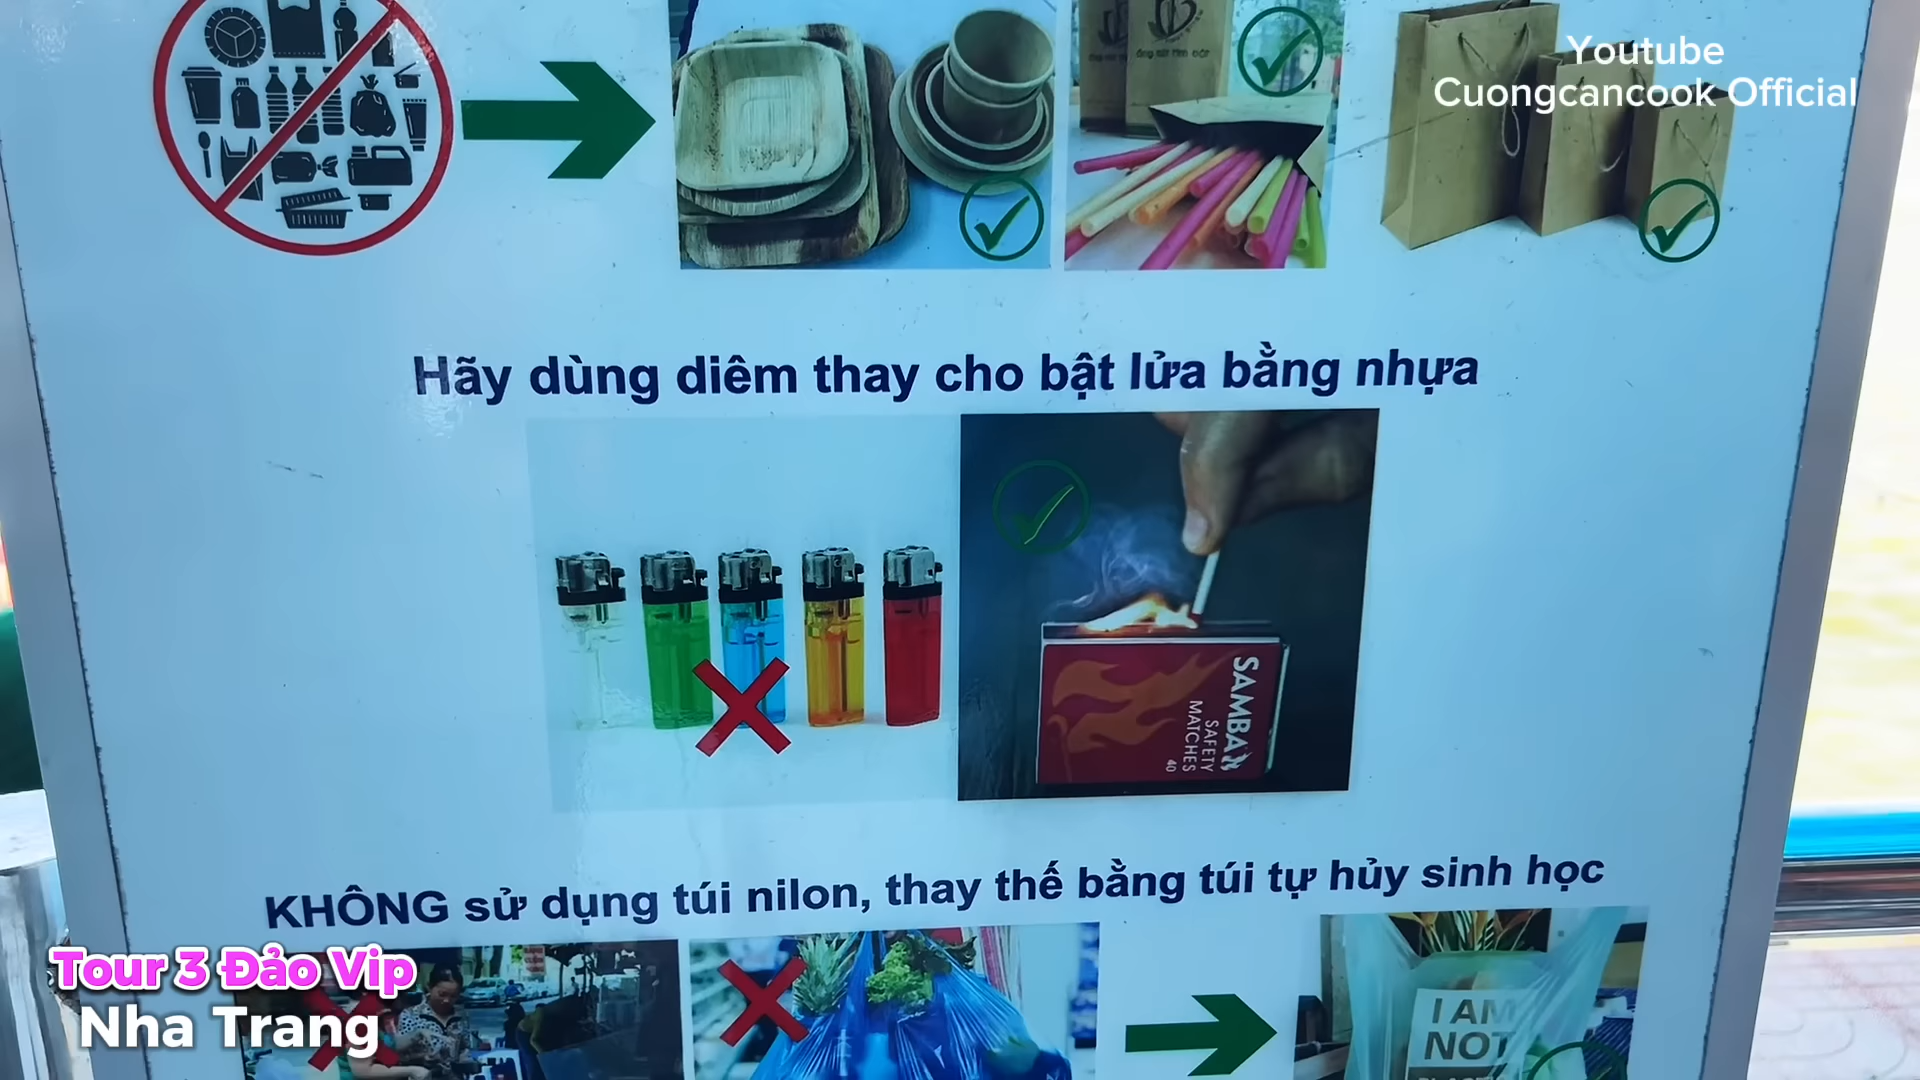 Youtube
Cuongcancook Official
Hãy dùng diêm thay cho bật lửa bằng nhựa
SAMBA
SAFETY
MATCHES
40
KHÔNG sử dụng túi nilon, thay thế bằng túi tự hủy sinh học
Tour 3 Đảo Vip
Nha Trang
I AM
NOT